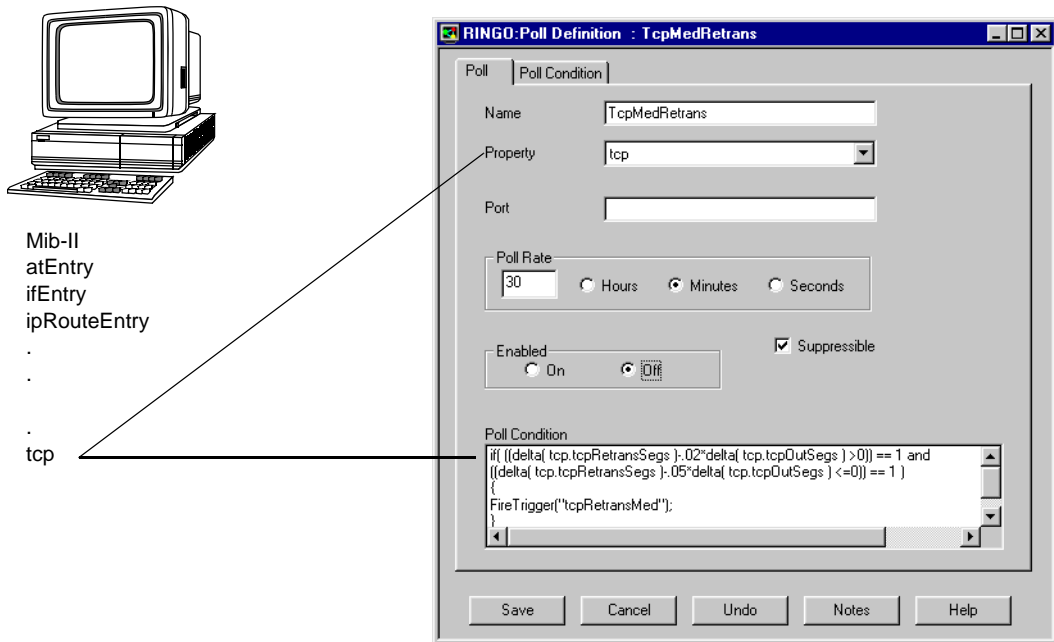 RINGO:Poll Definition : TcpMedRetrans
Poll
Poll Condition
Name
TcpMedRetrans
Property
tcp
Port
Poll Rate
30
Hours
Minutes
Seconds
Enabled
On
Off
Suppressible
Poll Condition
if( ((delta( tcp.tcpRetransSegs )-.02*delta( tcp.tcpOutSegs ) >0)) == 1 and
((delta( tcp.tcpRetransSegs )-.05*delta( tcp.tcpOutSegs ) <=0)) == 1 )
{
FireTrigger("tcpRetransMed");
}
Save
Cancel
Undo
Notes
Help
Mib-II
atEntry
ifEntry
ipRouteEntry
.
.
.
tcp